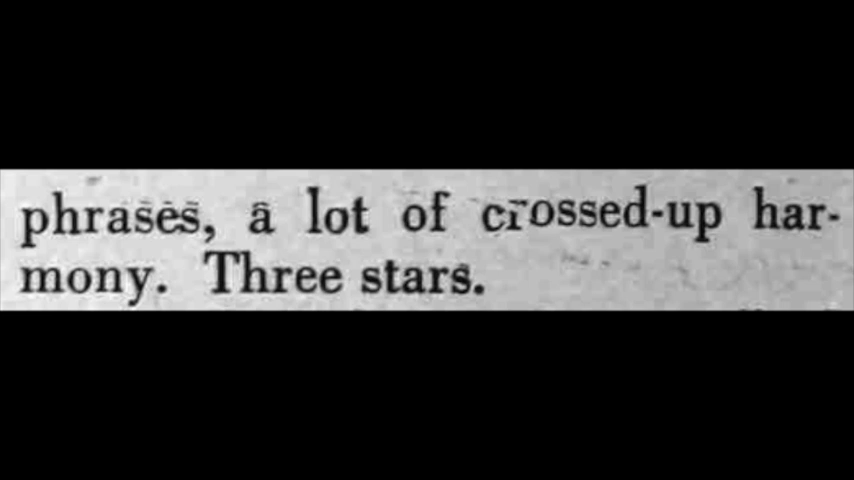 phrases, a lot of crossed-up har-
mony. Three stars.